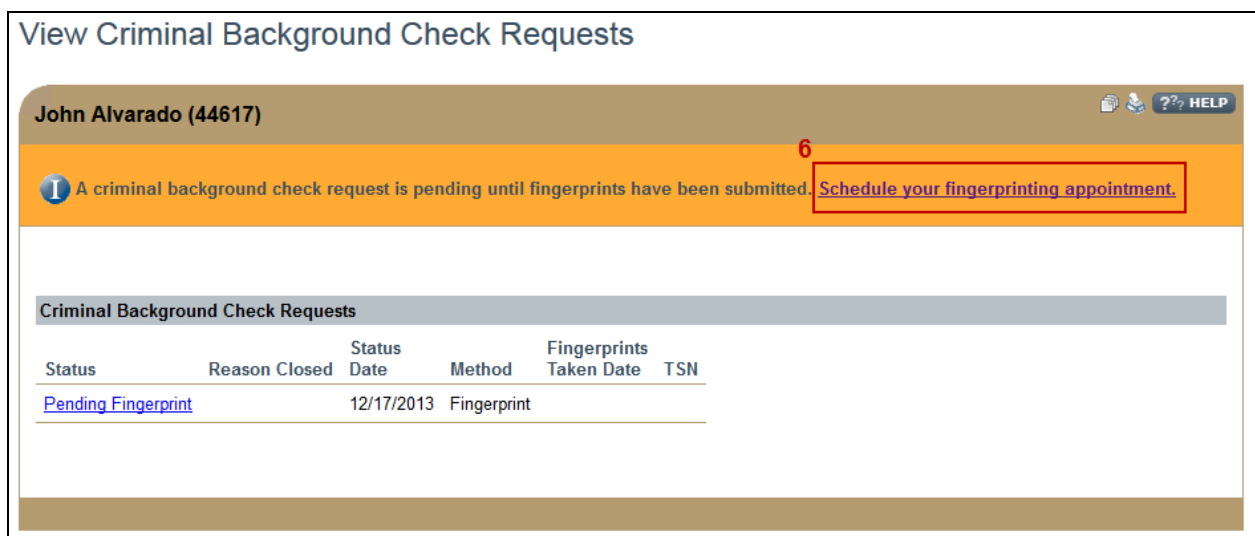 View Criminal Background Check Requests
John Alvarado (44617)
??? HELP
6
I A criminal background check request is pending until fingerprints have been submitted. Schedule your fingerprinting appointment.
Criminal Background Check Requests
Status Reason Closed Status Date Method Fingerprints Taken Date TSN
Pending Fingerprint 12/17/2013 Fingerprint